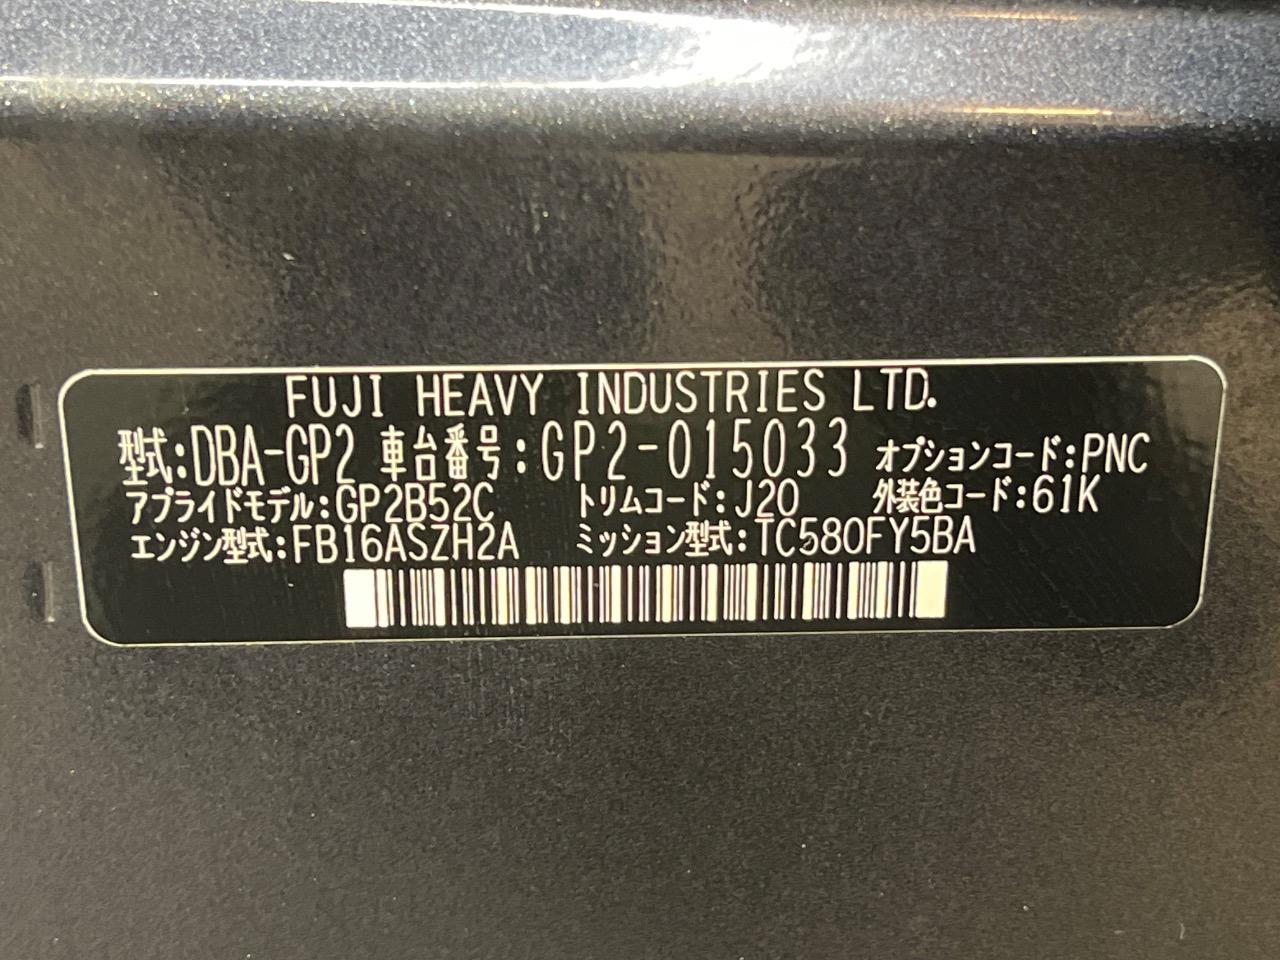 FUJI HEAVY INDUSTRIES LTD.
型式:DBA-GP2 車台番号:GP2-015033 オプションコード:PNC
アプライドモデル:GP2B52C トリムコード:J20 外装色コード:61K
エンジン型式:FB16ASZH2A ミッション型式:TC580FY5BA